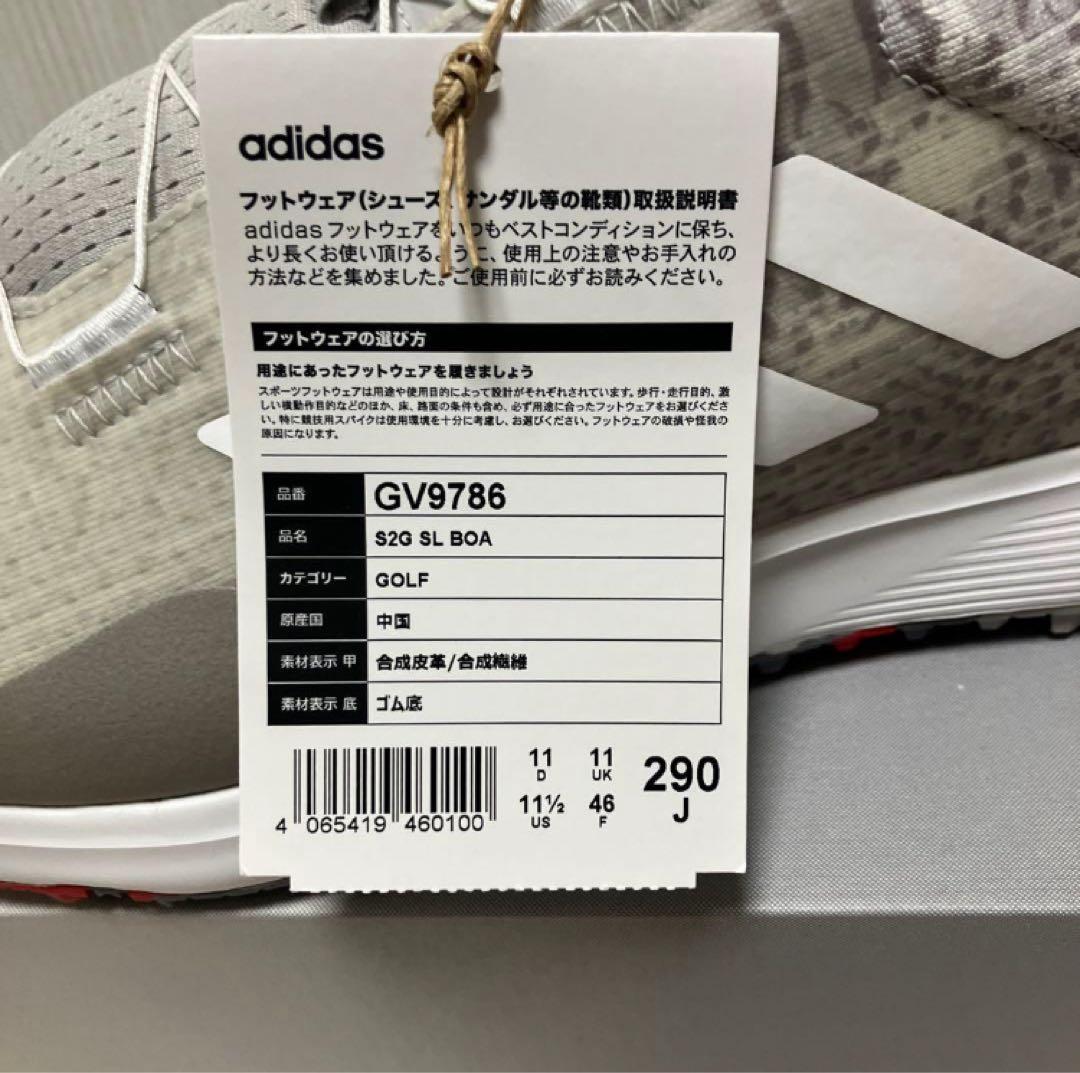 adidas
フットウェア(シューズ、サンダル等の靴類)取扱説明書
adidas フットウェアをいつもベストコンディションに保ち、
より長くお使い頂けるように、使用上の注意やお手入れの
方法などを集めました。ご使用前に必ずお読みください。
フットウェアの選び方
用途にあったフットウェアを履きましょう
スポーツフットウェアは用途や使用目的によって設計がそれぞれされています。歩行・走行目的、激
しい運動作目的などのほか、床、路面の条件も含め、必ず用途に合ったフットウェアをお選びくださ
い。特に競技用スパイクは使用環境を十分に考慮し、お選びください。フットウェアの破損や怪我の
原因になります。
品番 GV9786
品名 S2G SL BOA
カテゴリー GOLF
原産国 中国
素材表示 甲 合成皮革/合成繊維
素材表示 底 ゴム底
11 D 11 UK 290 J
11½ US 46 F
4 065419 460100